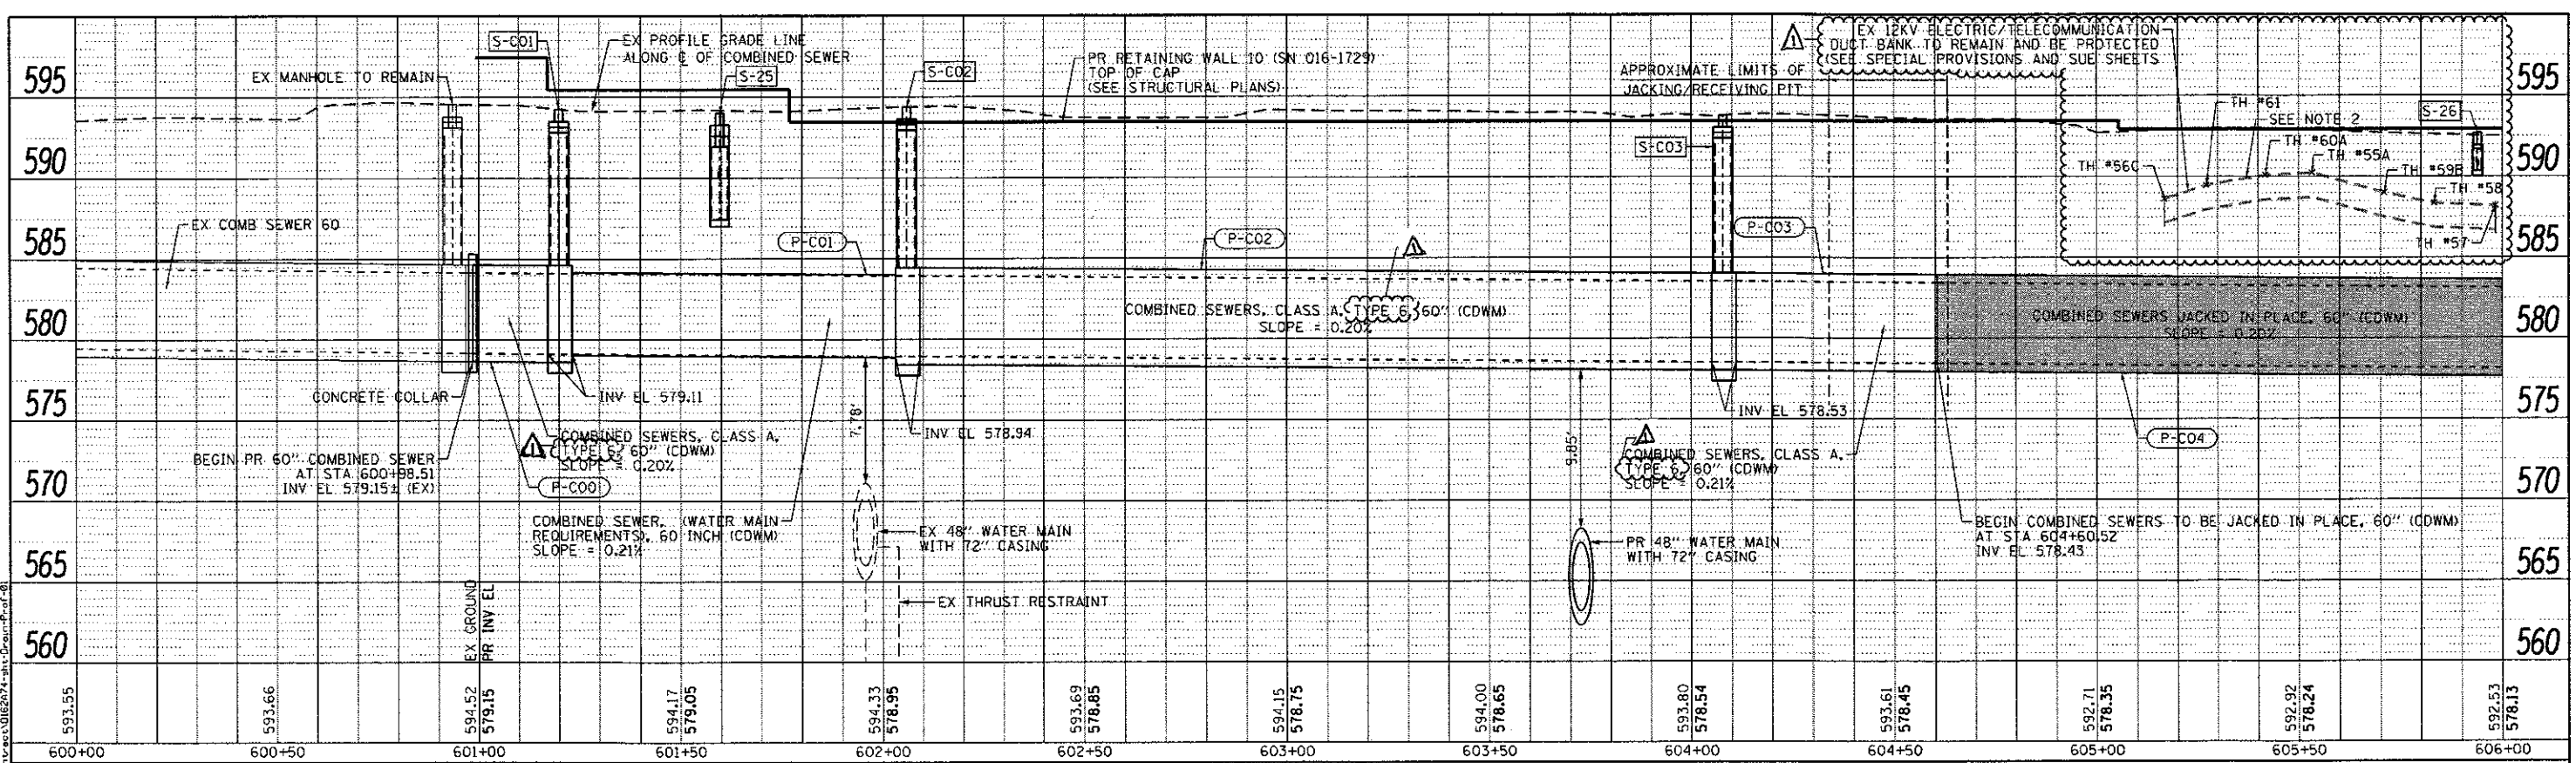 S-C01
EX PROFILE GRADE LINE
ALONG ℄ OF COMBINED SEWER
EX MANHOLE TO REMAIN
S-25
S-C02
PR RETAINING WALL 10 (SN 016-1729)
TOP OF CAP
(SEE STRUCTURAL PLANS)
APPROXIMATE LIMITS OF
JACKING/RECEIVING PIT
1
EX 12KV ELECTRIC/TELECOMMUNICATION
DUCT BANK TO REMAIN AND BE PROTECTED
(SEE SPECIAL PROVISIONS AND SUE SHEETS
595
595
TH #61
SEE NOTE 2
S-26
S-C03
TH #60A
TH #55A
TH #56C
TH #59B
TH #58
TH #57
590
590
EX COMB SEWER 60
P-C01
P-C02
1
P-C03
585
585
COMBINED SEWERS, CLASS A, TYPE 6, 60" (CDWM)
SLOPE = 0.20%
COMBINED SEWERS JACKED IN PLACE, 60" (CDWM)
SLOPE = 0.20%
580
580
CONCRETE COLLAR
INV EL 579.11
INV EL 578.94
INV EL 578.53
575
575
7.78'
9.85'
BEGIN PR 60" COMBINED SEWER
AT STA 600+98.51
INV EL 579.15± (EX)
1
COMBINED SEWERS, CLASS A,
TYPE 6, 60" (CDWM)
SLOPE = 0.20%
P-C00
1
COMBINED SEWERS, CLASS A,
TYPE 6, 60" (CDWM)
SLOPE = 0.21%
P-C04
570
570
COMBINED SEWER, (WATER MAIN
REQUIREMENTS), 60 INCH (CDWM)
SLOPE = 0.21%
EX 48" WATER MAIN
WITH 72" CASING
PR 48" WATER MAIN
WITH 72" CASING
BEGIN COMBINED SEWERS TO BE JACKED IN PLACE, 60" (CDWM)
AT STA 604+60.52
INV EL 578.43
565
565
EX THRUST RESTRAINT
EX GROUND
PR INV EL
560
560
593.55
593.66
594.52
579.15
594.17
579.05
594.33
578.95
593.69
578.85
594.15
578.75
594.00
578.65
593.80
578.54
593.61
578.45
592.71
578.35
592.92
578.24
592.53
578.13
600+00
600+50
601+00
601+50
602+00
602+50
603+00
603+50
604+00
604+50
605+00
605+50
606+00